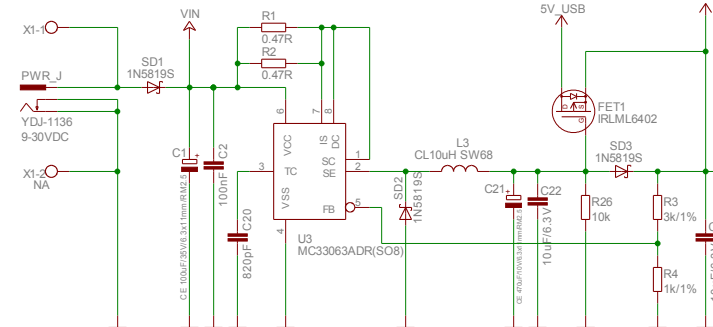 VIN
5V_USB
X1-1
R1
0.47R
R2
0.47R
SD1
1N5819S
PWR_J
YDJ-1136
9-30VDC
X1-2
NA
C1
+
CE 100uF/35V/6.3x11mm/RM2.5
C2
100nF
C20
820pF
6
7
8
VCC
IS
DC
SC
SE
TC
VSS
FB
1
2
3
4
5
U3
MC33063ADR(SO8)
SD2
1N5819S
L3
CL10uH SW68
C21
+
CE 470uF/10V/6.3x11mm/RM2.5
C22
10uF/6.3V
D
S
G
FET1
IRLML6402
SD3
1N5819S
R26
10k
R3
3k/1%
R4
1k/1%